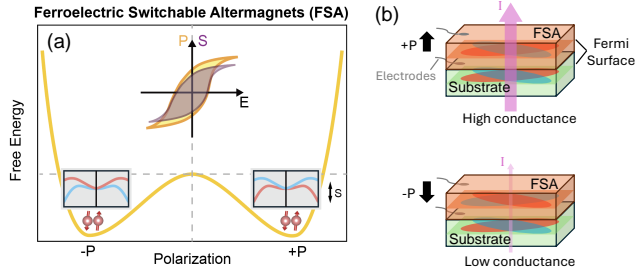 Ferroelectric Switchable Altermagnets (FSA)
(a)
P S
E
Free Energy
S
-P
+P
Polarization
(b)
I
FSA
+P
Electrodes
Fermi
Surface
Substrate
High conductance
I
FSA
-P
Substrate
Low conductance